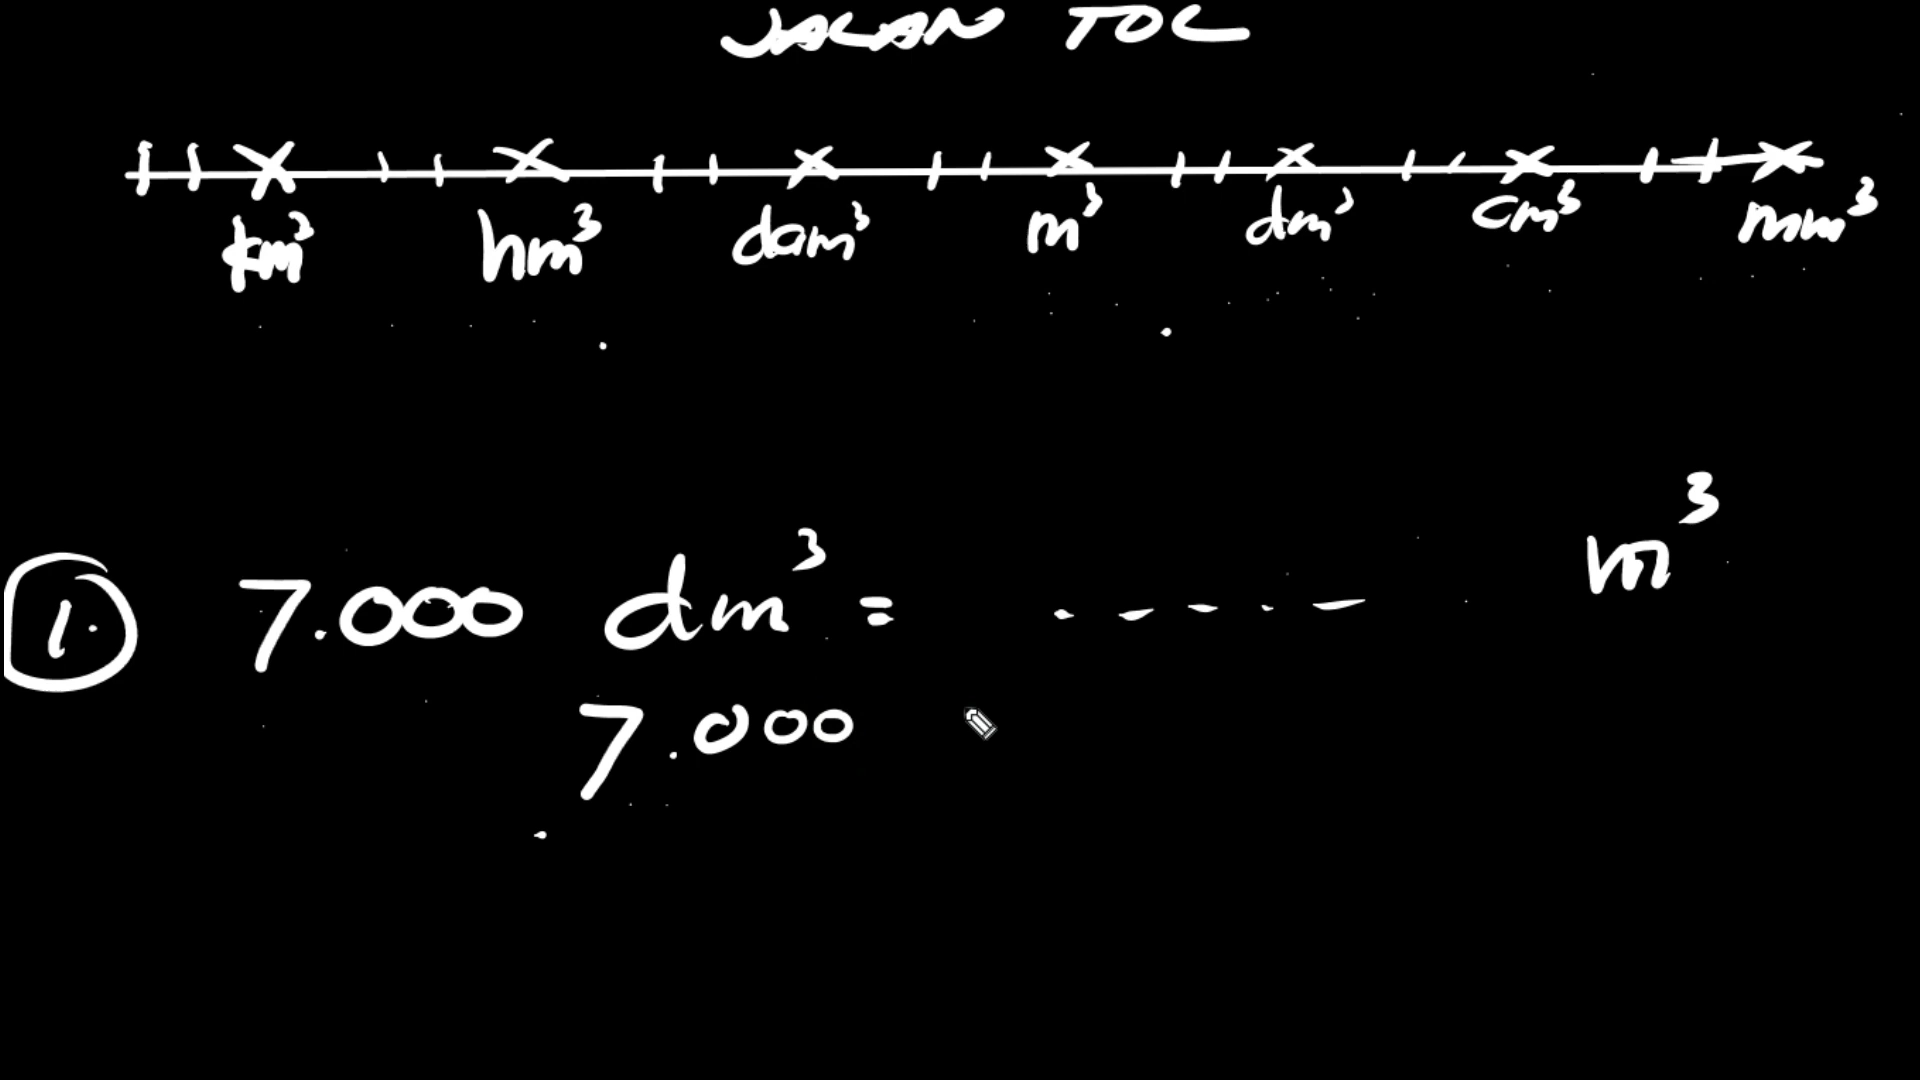 JALAN TOL
km³ hm³ dam³ m³ dm³ cm³ mm³
1. 7.000 dm³ = . - - . - m³
7.000